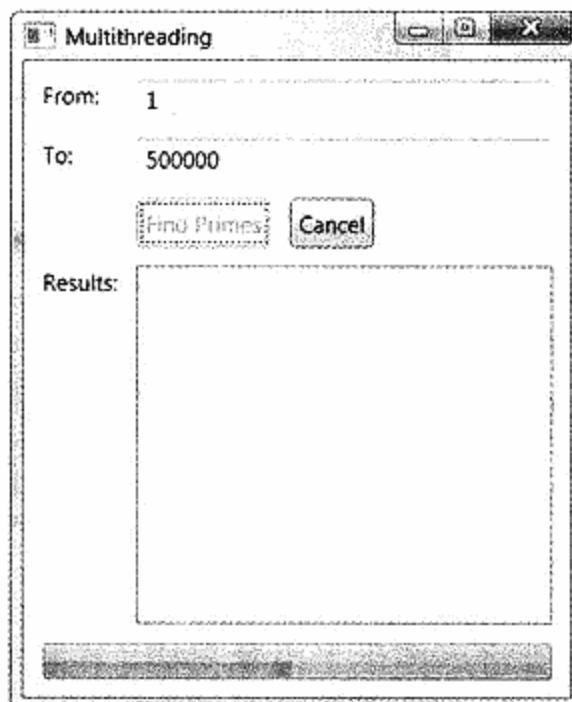 Multithreading
From: 1
To: 500000
Find Primes Cancel
Results: